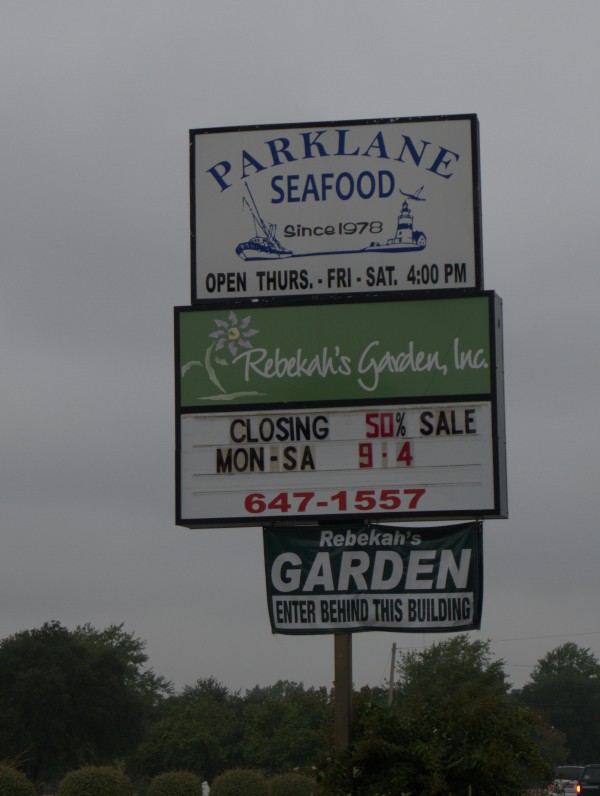 PARKLANE
SEAFOOD
Since 1978
OPEN THURS. - FRI - SAT. 4:00 PM
Rebekah's Garden, Inc.
CLOSING 50% SALE
MON - SA 9 - 4
647-1557
Rebekah's
GARDEN
ENTER BEHIND THIS BUILDING